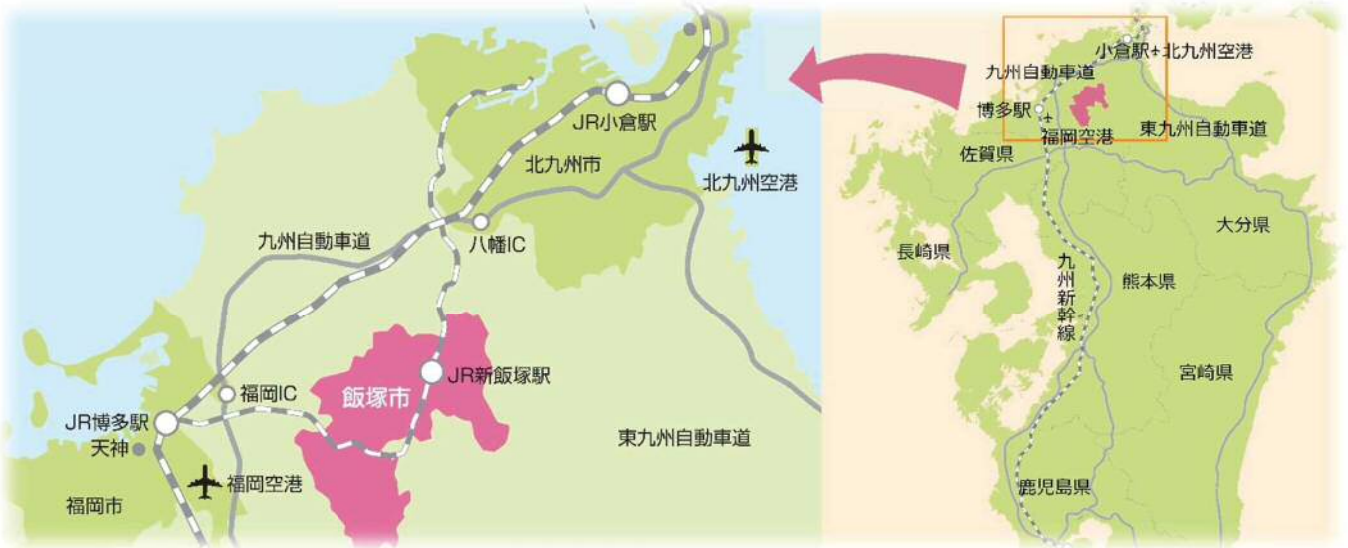 JR小倉駅
北九州市
北九州空港
九州自動車道
八幡IC
飯塚市
JR新飯塚駅
福岡IC
JR博多駅
天神
東九州自動車道
福岡空港
福岡市
小倉駅
北九州空港
九州自動車道
博多駅
福岡空港
東九州自動車道
佐賀県
大分県
長崎県
九州新幹線
熊本県
宮崎県
鹿児島県